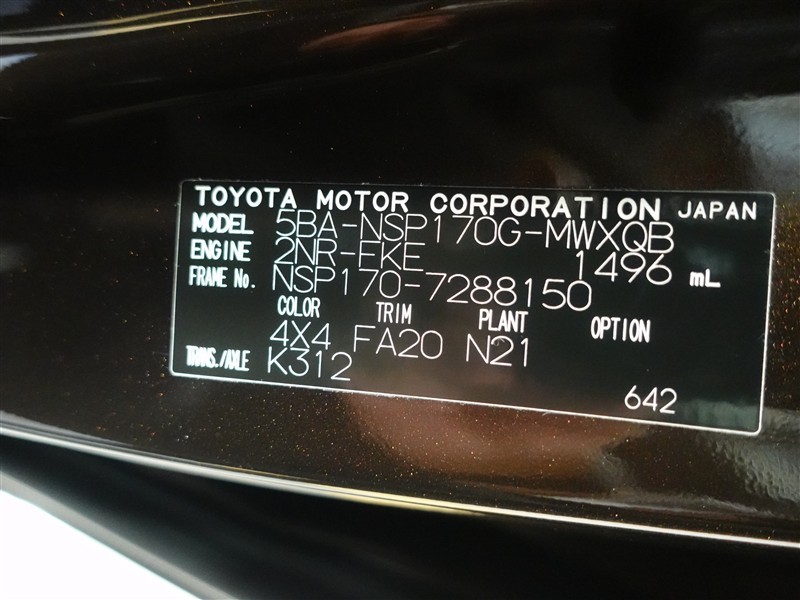 TOYOTA MOTOR CORPORATION JAPAN
MODEL 5BA-NSP170G-MWXQB
ENGINE 2NR-FKE 1496 mL
FRAME No. NSP170-7288150
COLOR TRIM PLANT OPTION
4X4 FA20 N21
TRANS./AXLE K312
642